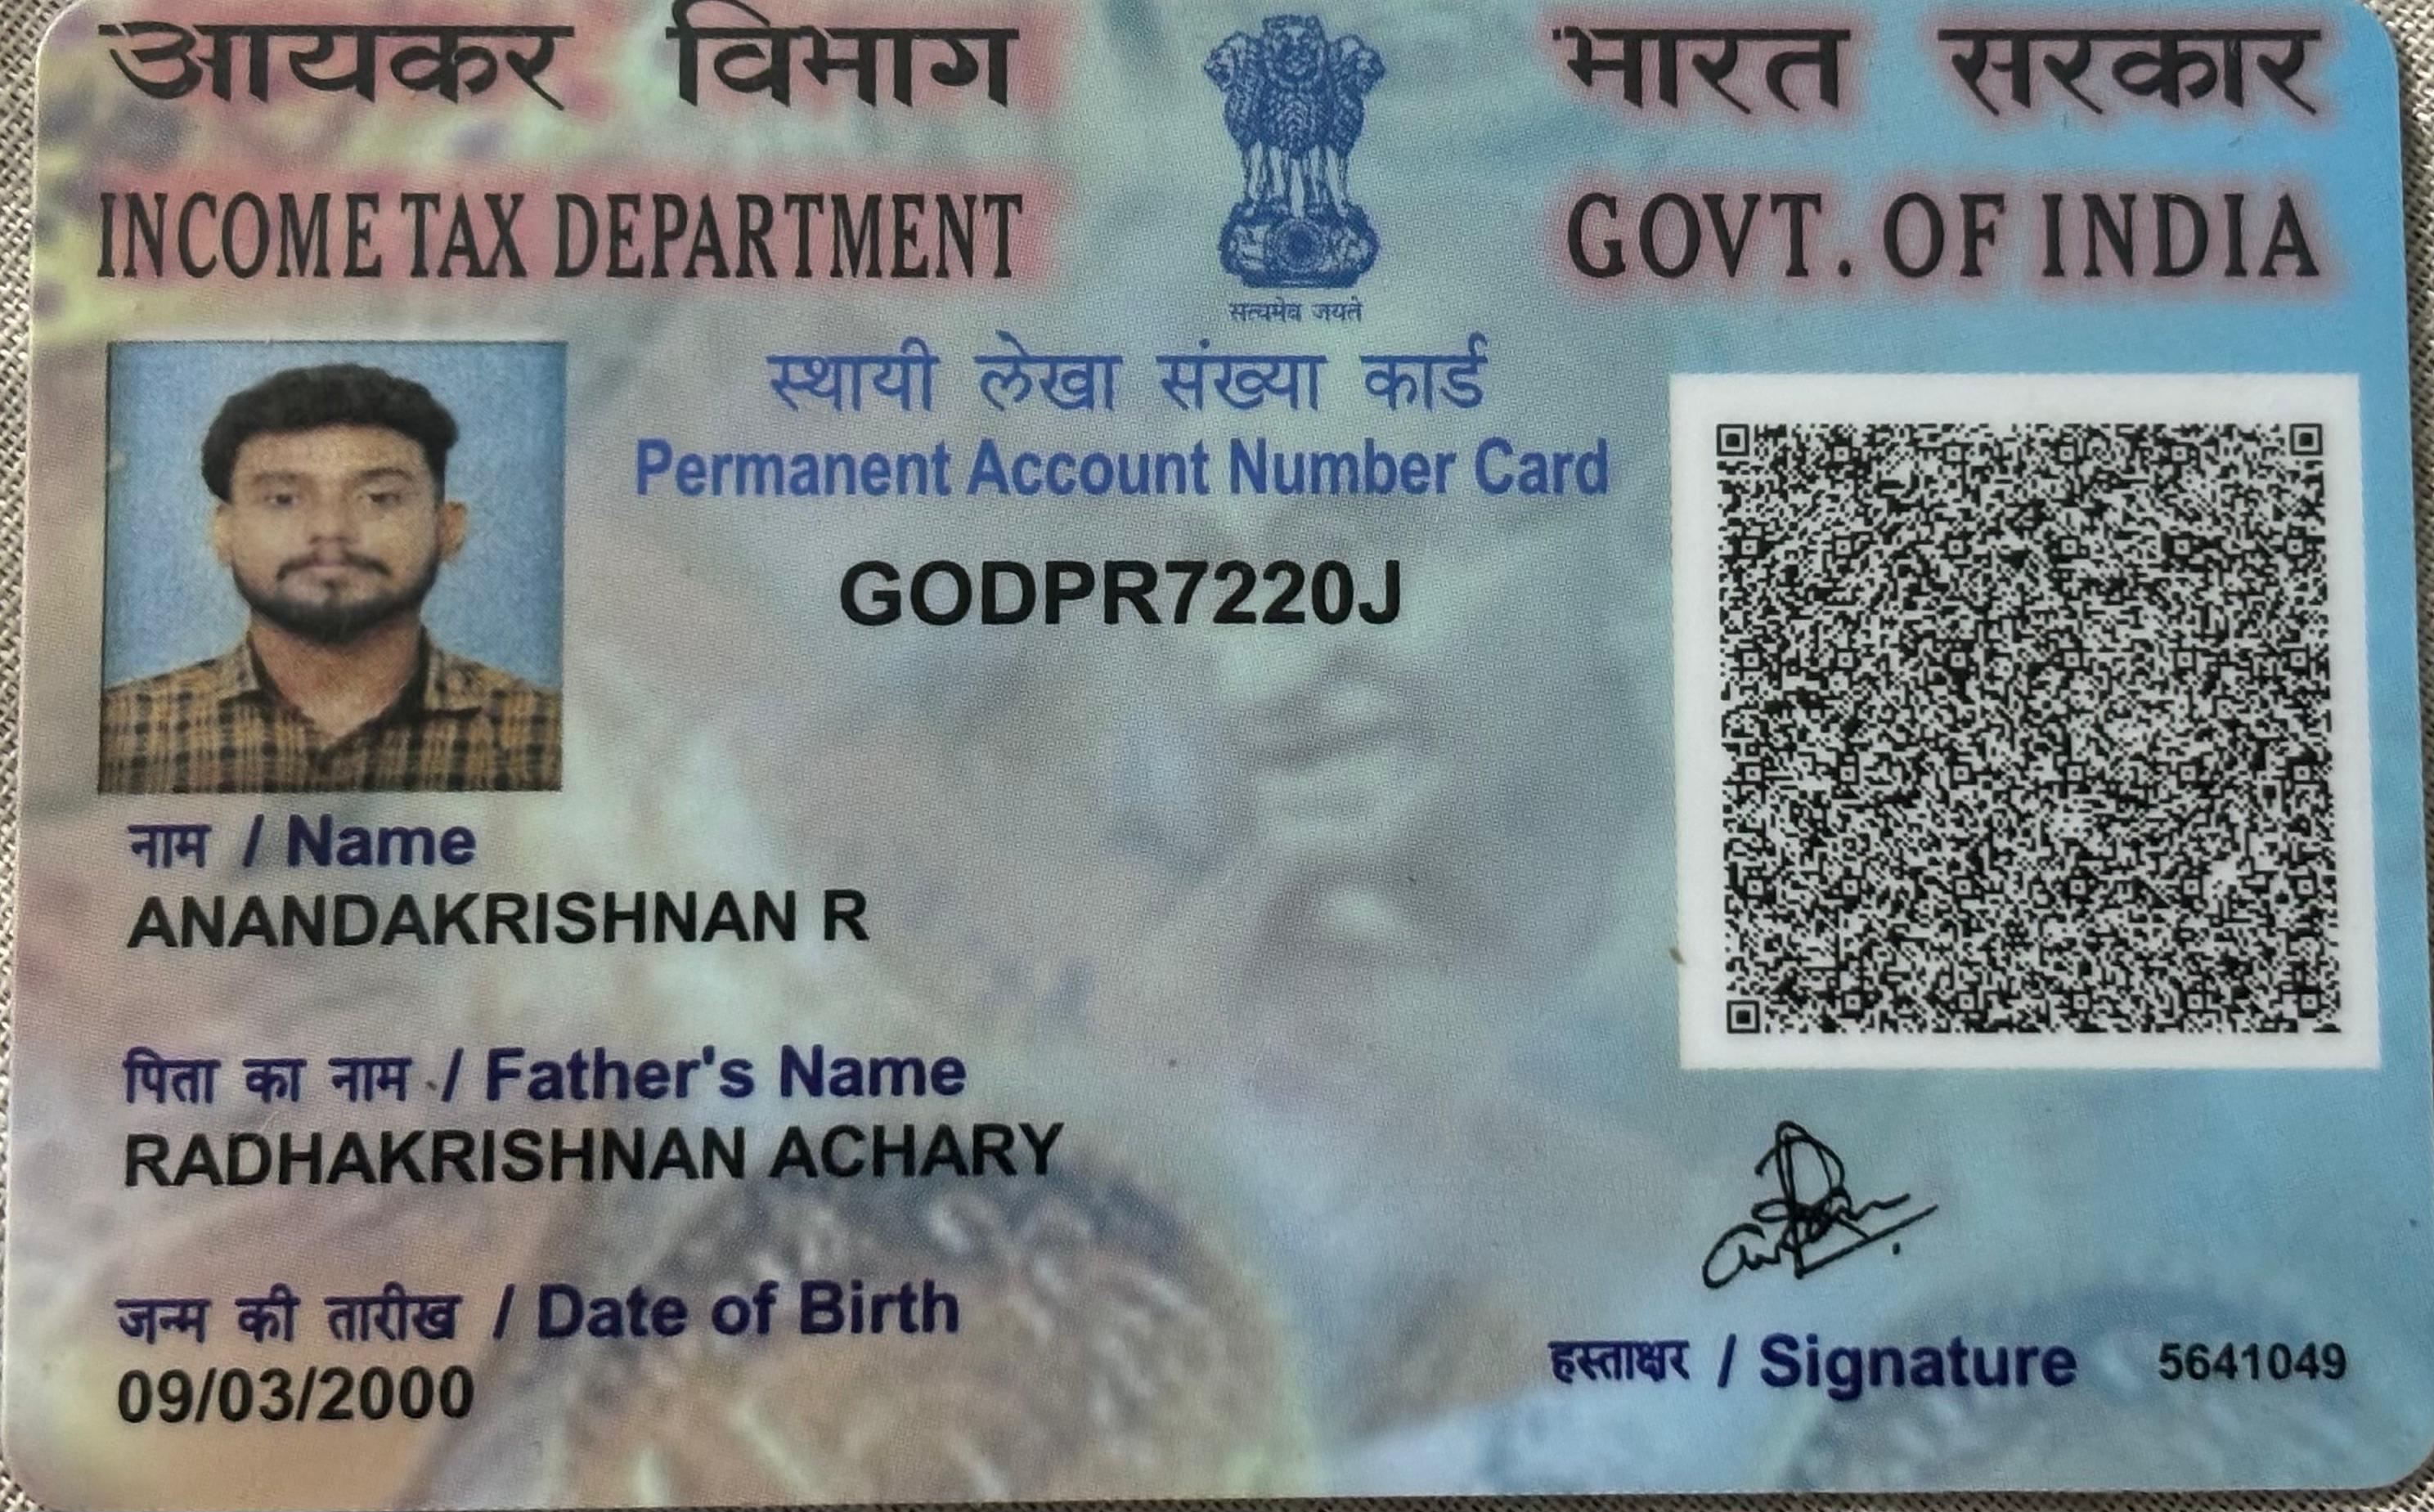 आयकर विभाग
INCOME TAX DEPARTMENT
भारत सरकार
GOVT. OF INDIA
सत्यमेव जयते
स्थायी लेखा संख्या कार्ड
Permanent Account Number Card
GODPR7220J
नाम / Name
ANANDAKRISHNAN R
पिता का नाम / Father's Name
RADHAKRISHNAN ACHARY
जन्म की तारीख / Date of Birth
09/03/2000
हस्ताक्षर / Signature
5641049